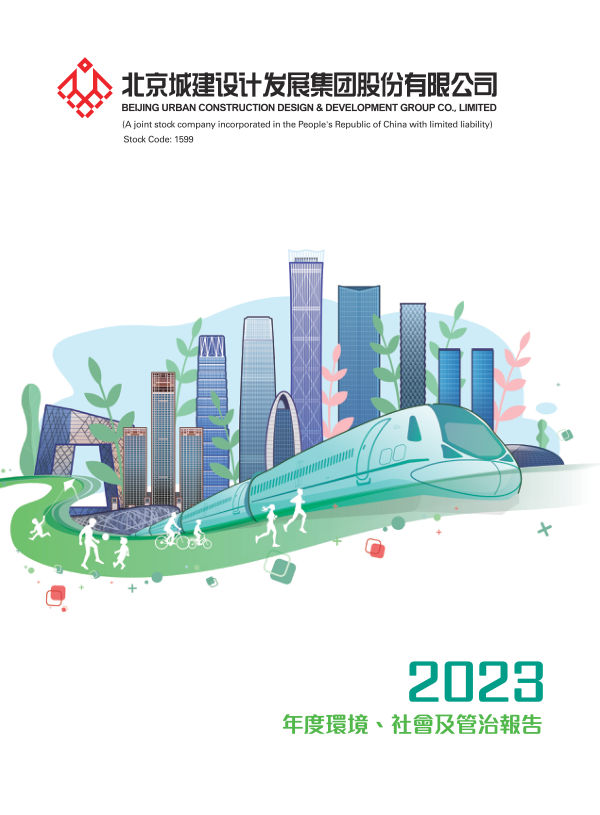 北京城建设计发展集团股份有限公司
BEIJING URBAN CONSTRUCTION DESIGN & DEVELOPMENT GROUP CO., LIMITED
(A joint stock company incorporated in the People's Republic of China with limited liability)
Stock Code: 1599
2023
年度環境、社會及管治報告